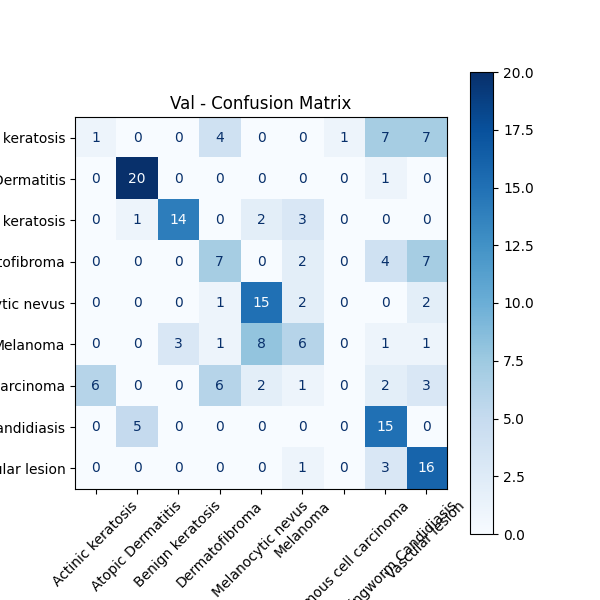 Val - Confusion Matrix
keratosis 1 0 0 4 0 0 1 7 7
Dermatitis 0 20 0 0 0 0 0 1 0
keratosis 0 1 14 0 2 3 0 0 0
tofibroma 0 0 0 7 0 2 0 4 7
ytic nevus 0 0 0 1 15 2 0 0 2
Melanoma 0 0 3 1 8 6 0 1 1
arcinoma 6 0 0 6 2 1 0 2 3
andidiasis 0 5 0 0 0 0 0 15 0
ular lesion 0 0 0 0 0 1 0 3 16
Actinic keratosis
Atopic Dermatitis
Benign keratosis
Dermatofibroma
Melanocytic nevus
Melanoma
mous cell carcinoma
ingworm Candidiasis
Vascular lesion
20.0
17.5
15.0
12.5
10.0
7.5
5.0
2.5
0.0